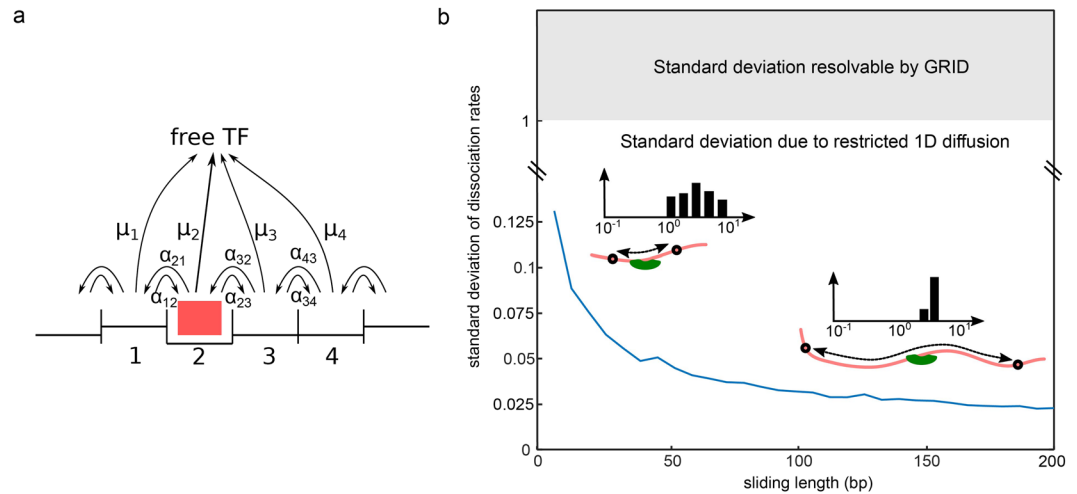 a
free TF
μ1 μ2 μ3 μ4
α21 α32 α43
α12 α23 α34
1 2 3 4
b
standard deviation of dissociation rates
Standard deviation resolvable by GRID
1
Standard deviation due to restricted 1D diffusion
0.125
10-1 100 101
0.1
0.075
10-1 100 101
0.05
0.025
0
0 50 100 150 200
sliding length (bp)